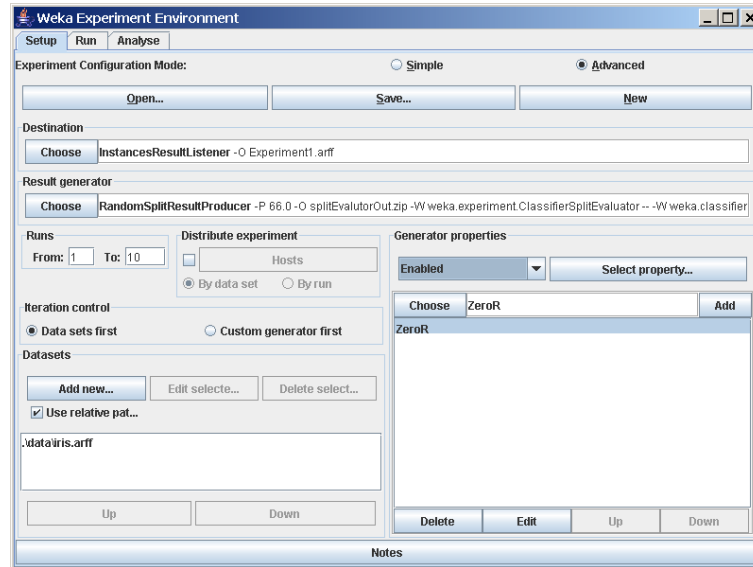 Weka Experiment Environment
Setup Run Analyse
Experiment Configuration Mode: Simple Advanced
Open... Save... New
Destination
Choose InstancesResultListener -O Experiment1.arff
Result generator
Choose RandomSplitResultProducer -P 66.0 -O splitEvalutorOut.zip -W weka.experiment.ClassifierSplitEvaluator -- -W weka.classifier
Runs
From: 1 To: 10
Distribute experiment
Hosts
By data set By run
Generator properties
Enabled Select property...
Iteration control
Data sets first Custom generator first
Choose ZeroR Add
ZeroR
Datasets
Add new... Edit selecte... Delete select...
Use relative pat...
.\data\iris.arff
Up Down
Delete Edit Up Down
Notes